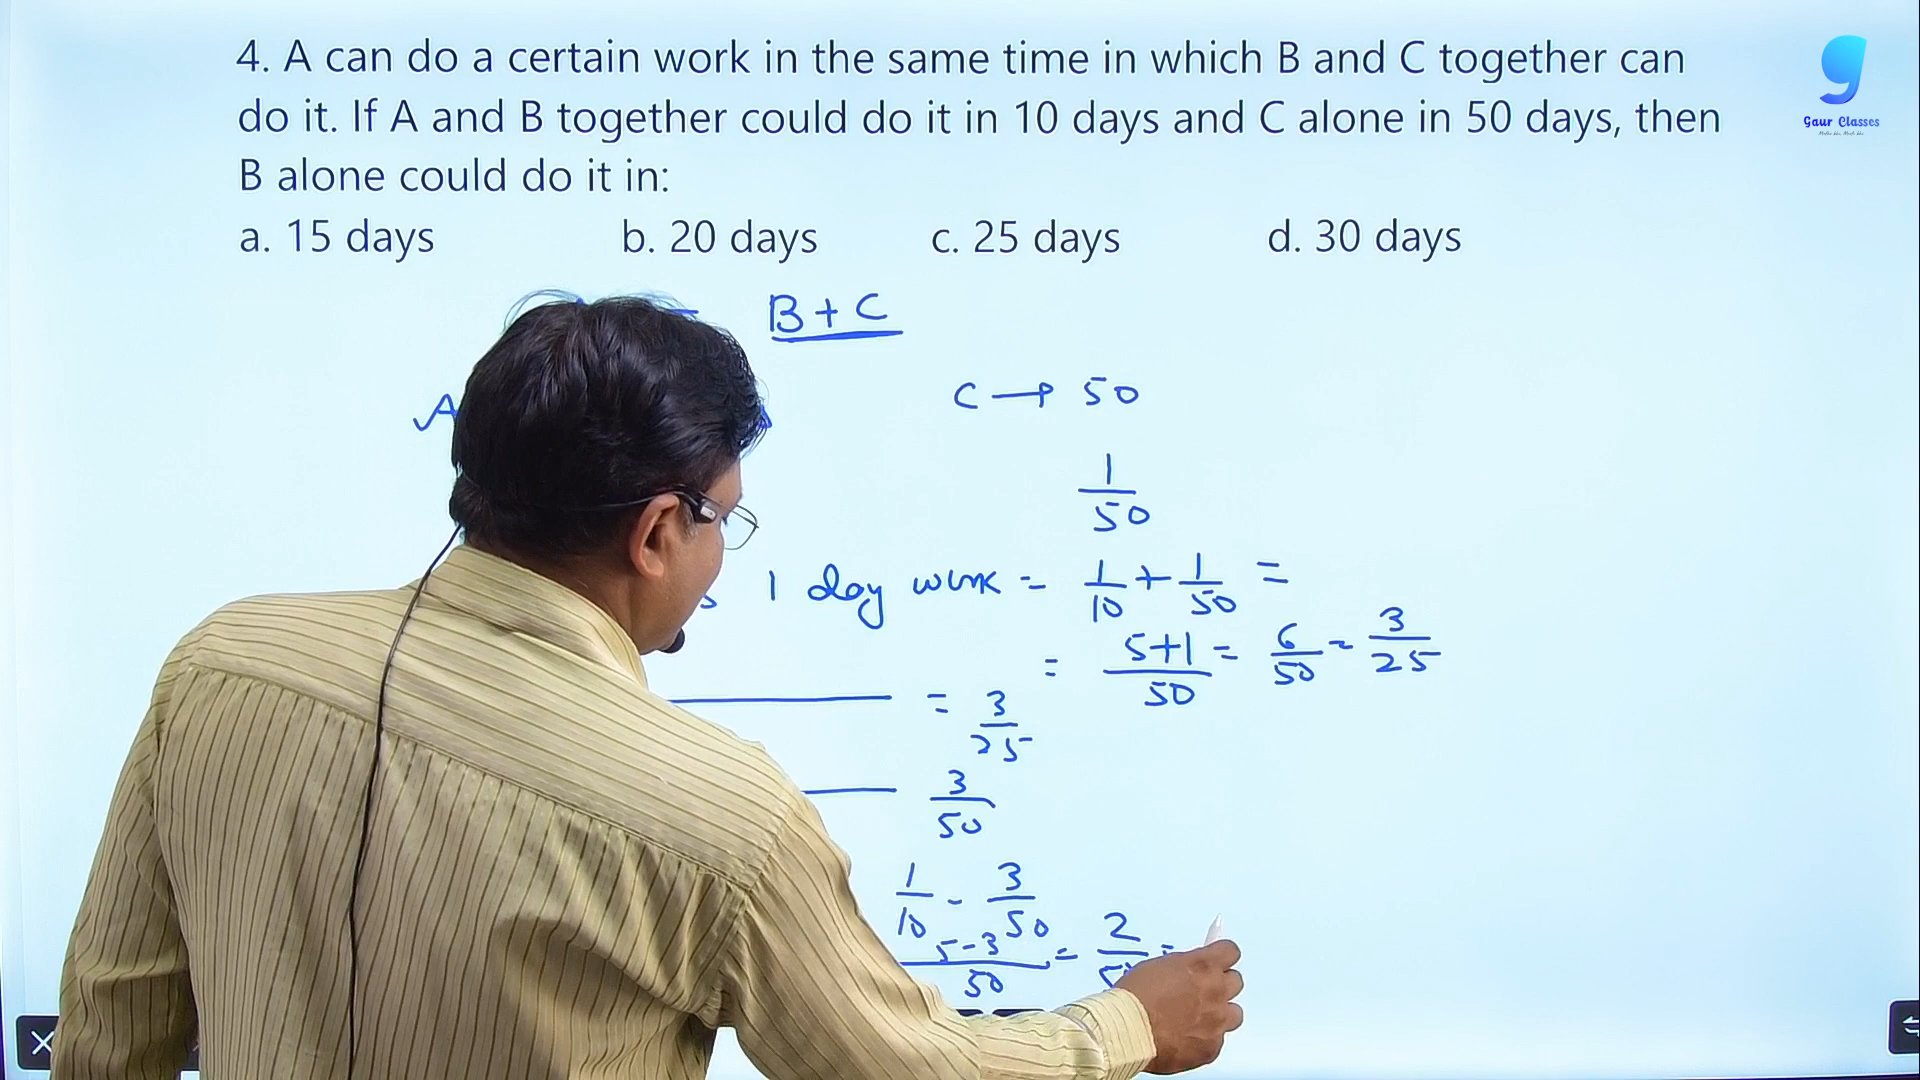 4. A can do a certain work in the same time in which B and C together can
do it. If A and B together could do it in 10 days and C alone in 50 days, then
B alone could do it in:
a. 15 days b. 20 days c. 25 days d. 30 days
g
Gaur Classes
B + C
A
C → 50
1/50
1 day work = 1/10 + 1/50 =
= 5+1/50 = 6/50 = 3/25
= 3/25
3/50
1/10 - 3/50
5-3/50 = 2/50 =